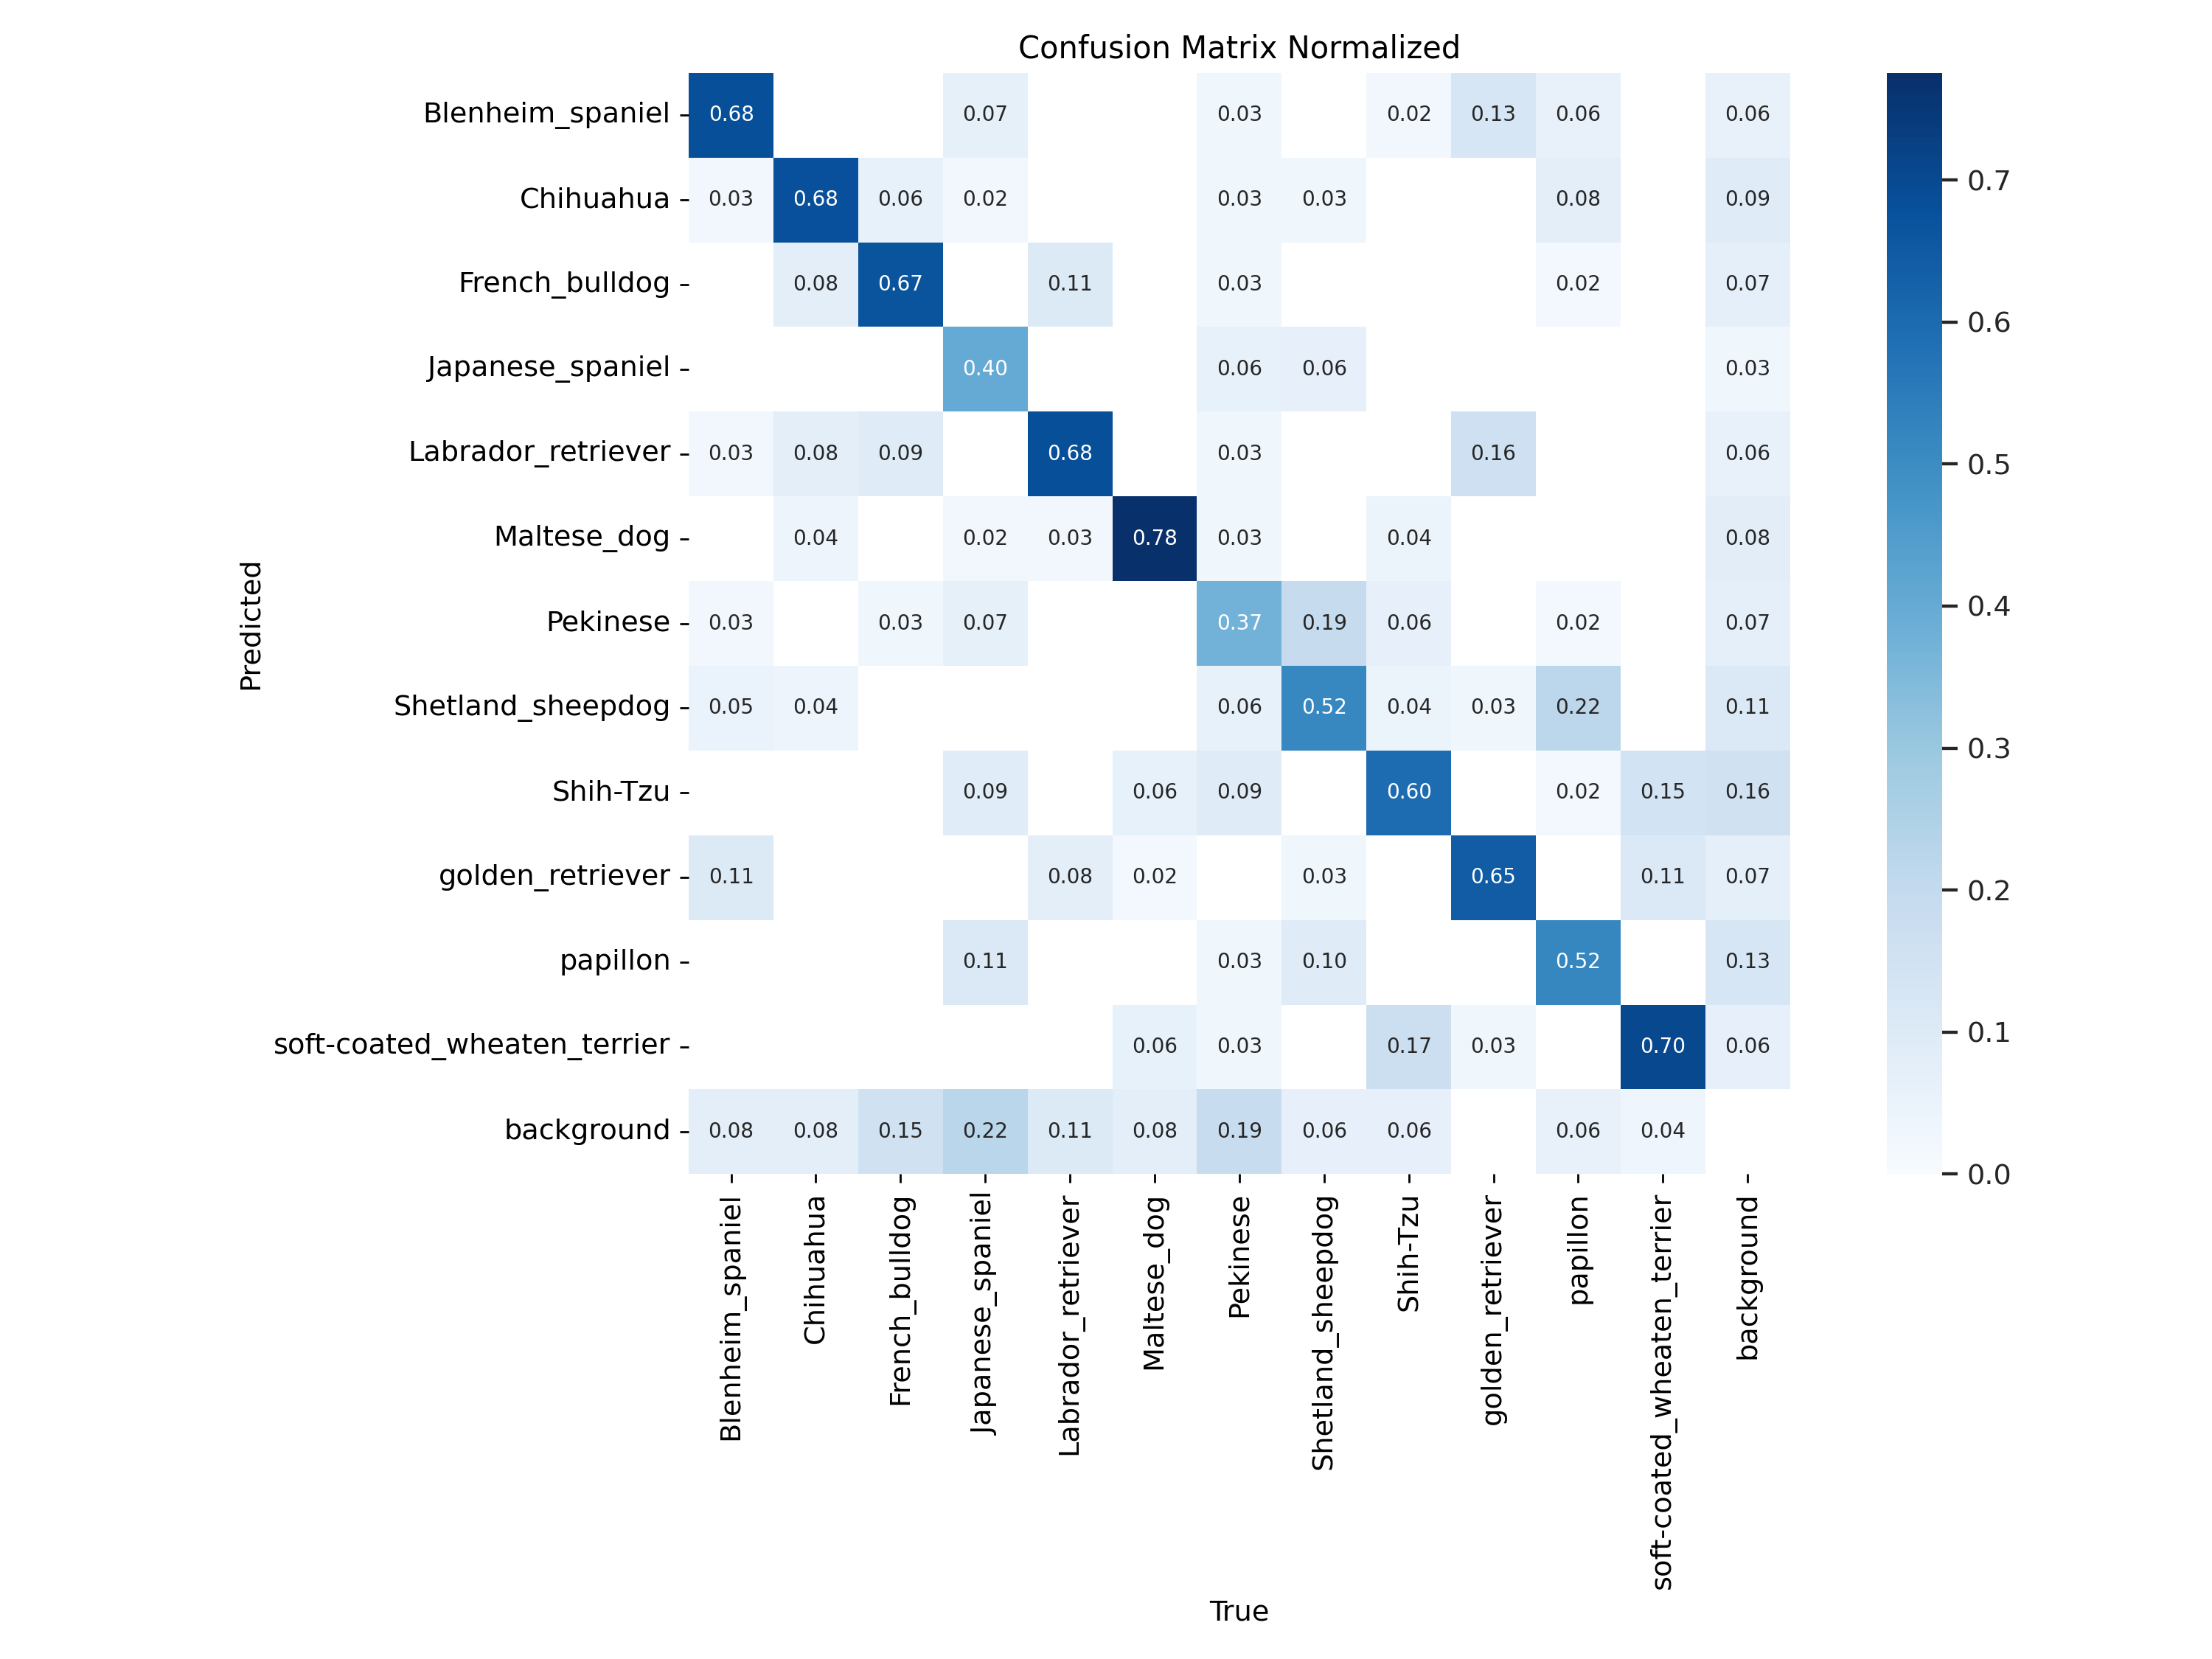 Confusion Matrix Normalized
Blenheim_spaniel 0.68 0.07 0.03 0.02 0.13 0.06 0.06
Chihuahua 0.03 0.68 0.06 0.02 0.03 0.03 0.08 0.09
French_bulldog 0.08 0.67 0.11 0.03 0.02 0.07
Japanese_spaniel 0.40 0.06 0.06 0.03
Labrador_retriever 0.03 0.08 0.09 0.68 0.03 0.16 0.06
Maltese_dog 0.04 0.02 0.03 0.78 0.03 0.04 0.08
Pekinese 0.03 0.03 0.07 0.37 0.19 0.06 0.02 0.07
Shetland_sheepdog 0.05 0.04 0.06 0.52 0.04 0.03 0.22 0.11
Shih-Tzu 0.09 0.06 0.09 0.60 0.02 0.15 0.16
golden_retriever 0.11 0.08 0.02 0.03 0.65 0.11 0.07
papillon 0.11 0.03 0.10 0.52 0.13
soft-coated_wheaten_terrier 0.06 0.03 0.17 0.03 0.70 0.06
background 0.08 0.08 0.15 0.22 0.11 0.08 0.19 0.06 0.06 0.06 0.04
Predicted
Blenheim_spaniel
Chihuahua
French_bulldog
Japanese_spaniel
Labrador_retriever
Maltese_dog
Pekinese
Shetland_sheepdog
Shih-Tzu
golden_retriever
papillon
soft-coated_wheaten_terrier
background
True
0.7
0.6
0.5
0.4
0.3
0.2
0.1
0.0